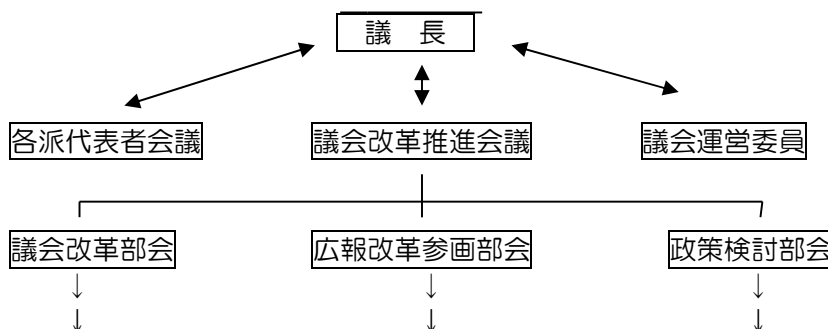 議　長
各派代表者会議　議会改革推進会議　議会運営委員
議会改革部会　広報改革参画部会　政策検討部会
↓　↓　↓
↓　↓　↓